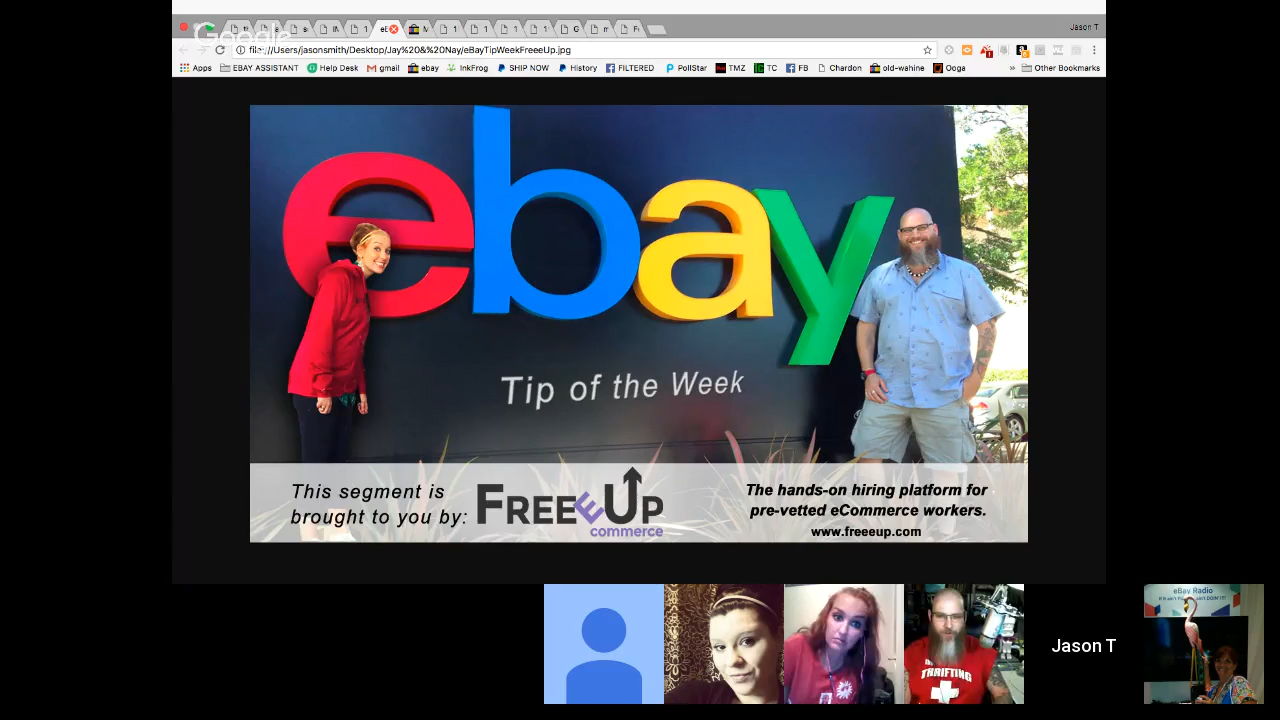 Google
Jason T
file:///Users/jasonsmith/Desktop/Jay%20&%20Nay/eBayTipWeekFreeeUp.jpg
Apps EBAY ASSISTANT Help Desk gmail ebay InkFrog SHIP NOW History FILTERED PollStar TMZ TC FB Chardon old-wahine Ooga » Other Bookmarks
ebay
Tip of the Week
This segment is
brought to you by:
FREEEUP
commerce
The hands-on hiring platform for
pre-vetted eCommerce workers.
www.freeeup.com
THRIFTING
Jason T
eBay Radio